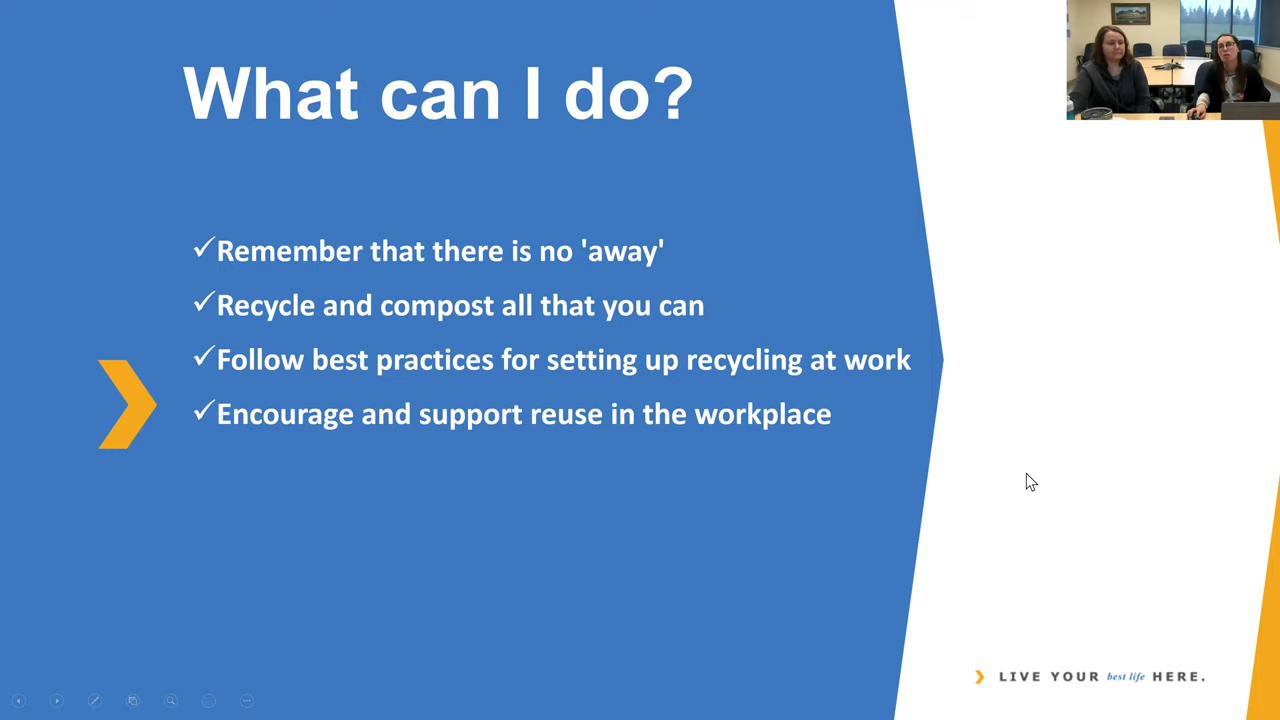 What can I do?
Remember that there is no 'away'
Recycle and compost all that you can
Follow best practices for setting up recycling at work
Encourage and support reuse in the workplace
LIVE YOUR best life HERE.